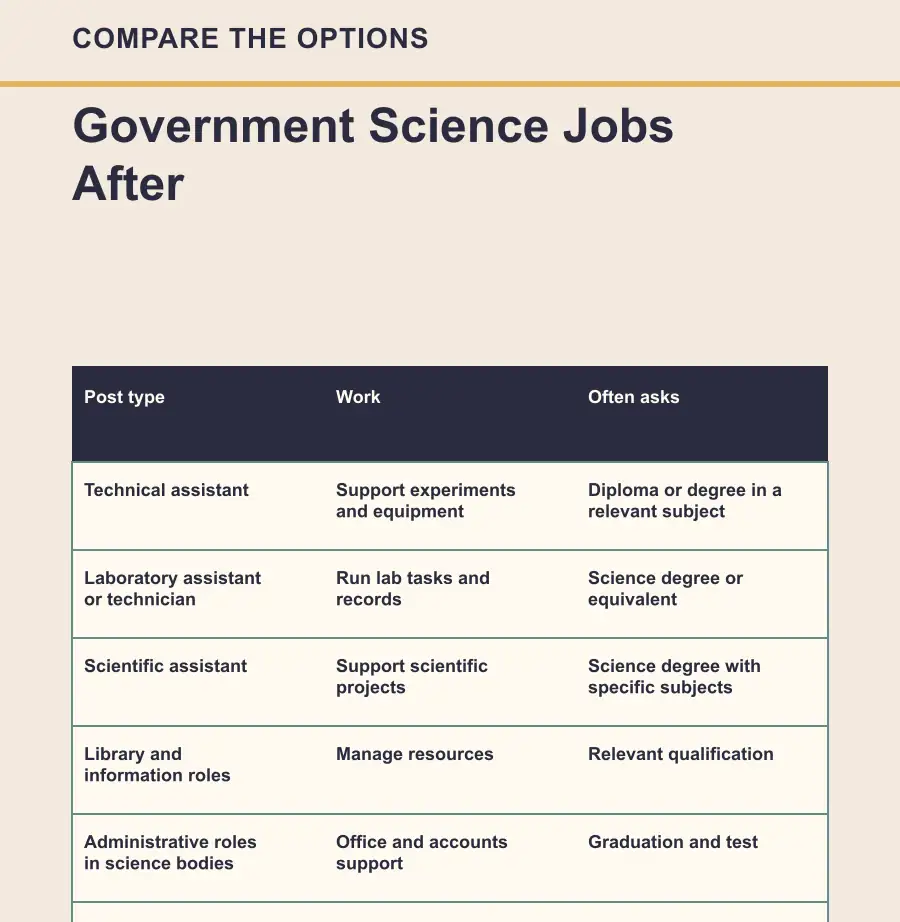 COMPARE THE OPTIONS
Government Science Jobs
After
Post type Work Often asks
Technical assistant Support experiments Diploma or degree in a
and equipment relevant subject
Laboratory assistant Run lab tasks and Science degree or
or technician records equivalent
Scientific assistant Support scientific Science degree with
projects specific subjects
Library and Manage resources Relevant qualification
information roles
Administrative roles Office and accounts Graduation and test
in science bodies support